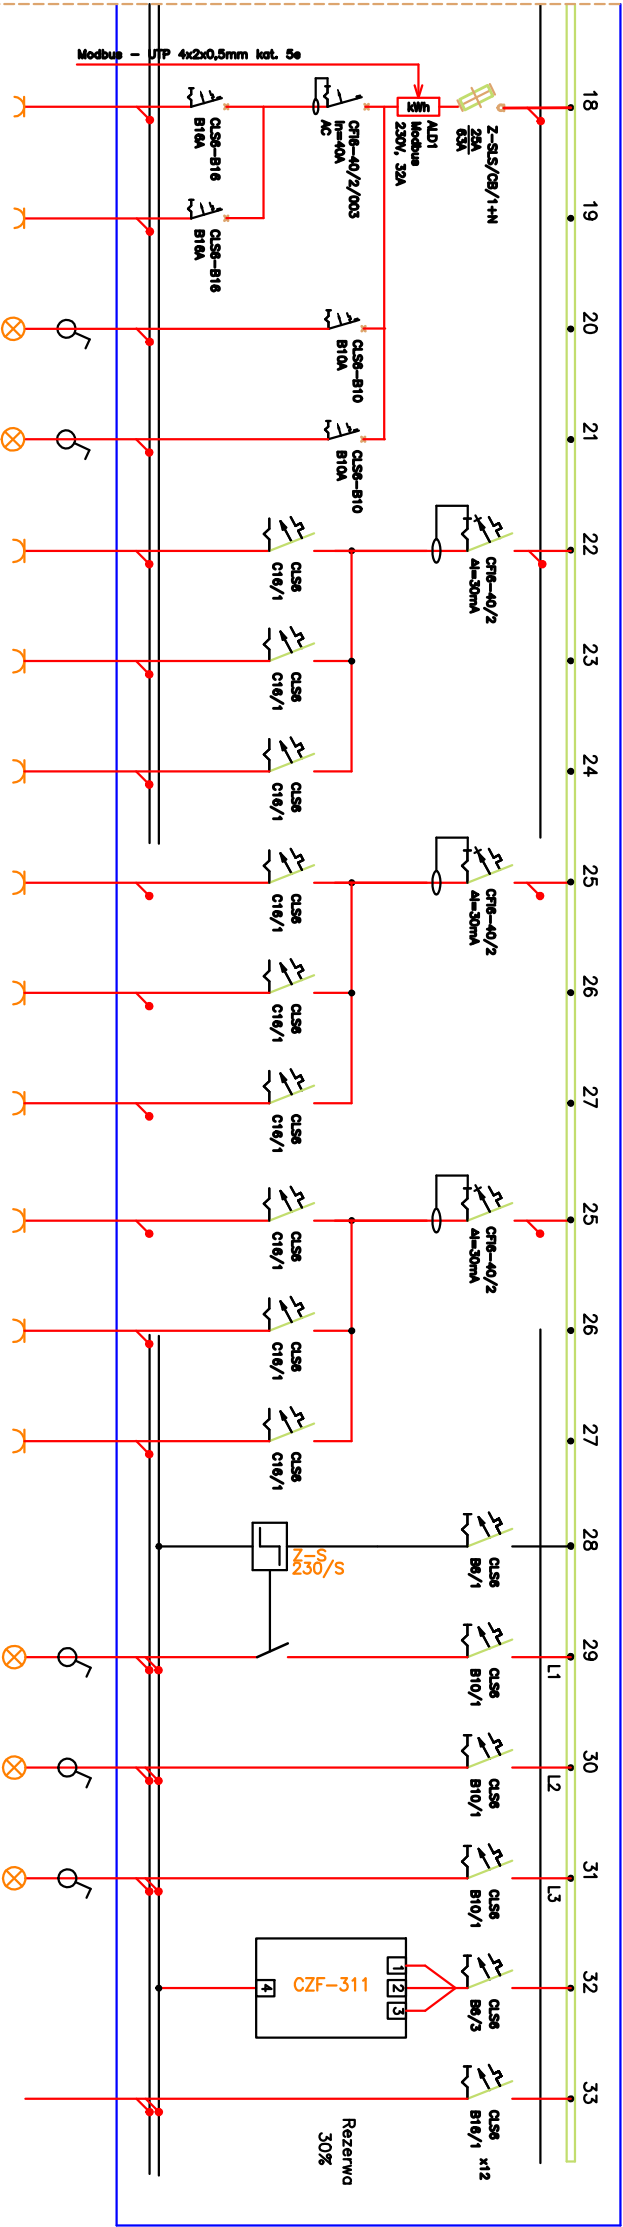 Modbus - UTP 4x2x0,5mm kat. 5e
18
Z-SLS/CB/1+N
25A
63A
kWh
ALD1
Modbus
230V, 32A
CFI6-40/2/003
In=40A
AC
CLS6-B16
B16A
19
CLS6-B16
B16A
20
CLS6-B10
B10A
21
CLS6-B10
B10A
22
CFI6-40/2
ΔI=30mA
CLS6
C16/1
23
CLS6
C16/1
24
CLS6
C16/1
25
CFI6-40/2
ΔI=30mA
CLS6
C16/1
26
CLS6
C16/1
27
CLS6
C16/1
25
CFI6-40/2
ΔI=30mA
CLS6
C16/1
26
CLS6
C16/1
27
CLS6
C16/1
28
CLS6
B6/1
Z-S
230/S
29
L1
CLS6
B10/1
30
L2
CLS6
B10/1
31
L3
CLS6
B10/1
32
CLS6
B6/3
1
2
3
CZF-311
4
33
CLS6
B16/1 x12
Rezerwa
30%